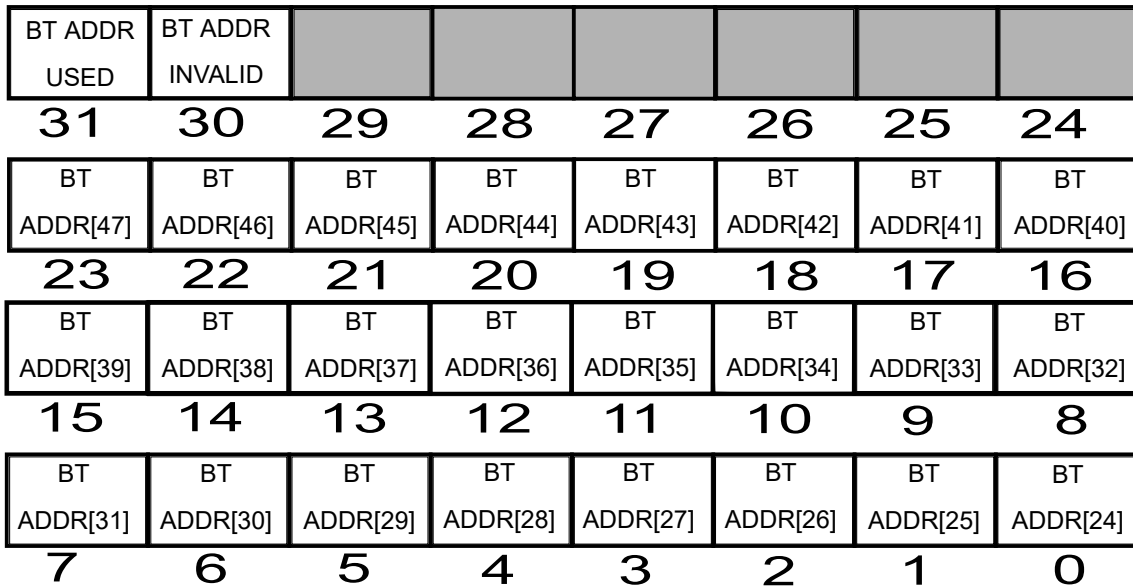 BT ADDR BT ADDR
USED INVALID
31 30 29 28 27 26 25 24
BT BT BT BT BT BT BT BT
ADDR[47] ADDR[46] ADDR[45] ADDR[44] ADDR[43] ADDR[42] ADDR[41] ADDR[40]
23 22 21 20 19 18 17 16
BT BT BT BT BT BT BT BT
ADDR[39] ADDR[38] ADDR[37] ADDR[36] ADDR[35] ADDR[34] ADDR[33] ADDR[32]
15 14 13 12 11 10 9 8
BT BT BT BT BT BT BT BT
ADDR[31] ADDR[30] ADDR[29] ADDR[28] ADDR[27] ADDR[26] ADDR[25] ADDR[24]
7 6 5 4 3 2 1 0